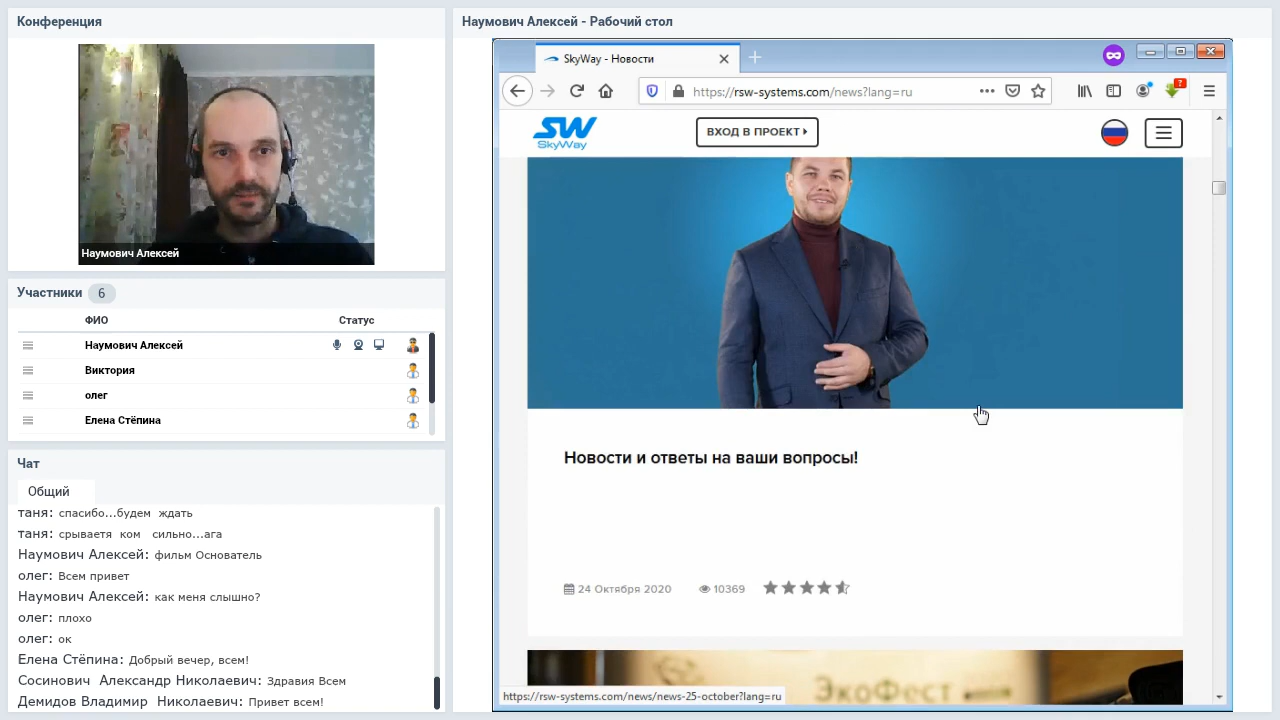 Конференция
Наумович Алексей
Участники 6
ФИО Статус
Наумович Алексей
Виктория
олег
Елена Стёпина
Чат
Общий
таня: спасибо...будем ждать
таня: срываетя ком сильно...ага
Наумович Алексей: фильм Основатель
олег: Всем привет
Наумович Алексей: как меня слышно?
олег: плохо
олег: ок
Елена Стёпина: Добрый вечер, всем!
Сосинович Александр Николаевич: Здравия Всем
Демидов Владимир Николаевич: Привет всем!
Наумович Алексей - Рабочий стол
SkyWay - Новости
https://rsw-systems.com/news?lang=ru
7
SW
SkyWay
ВХОД В ПРОЕКТ
Новости и ответы на ваши вопросы!
24 Октября 2020 10369
ЭкоФест
https://rsw-systems.com/news/news-25-october?lang=ru